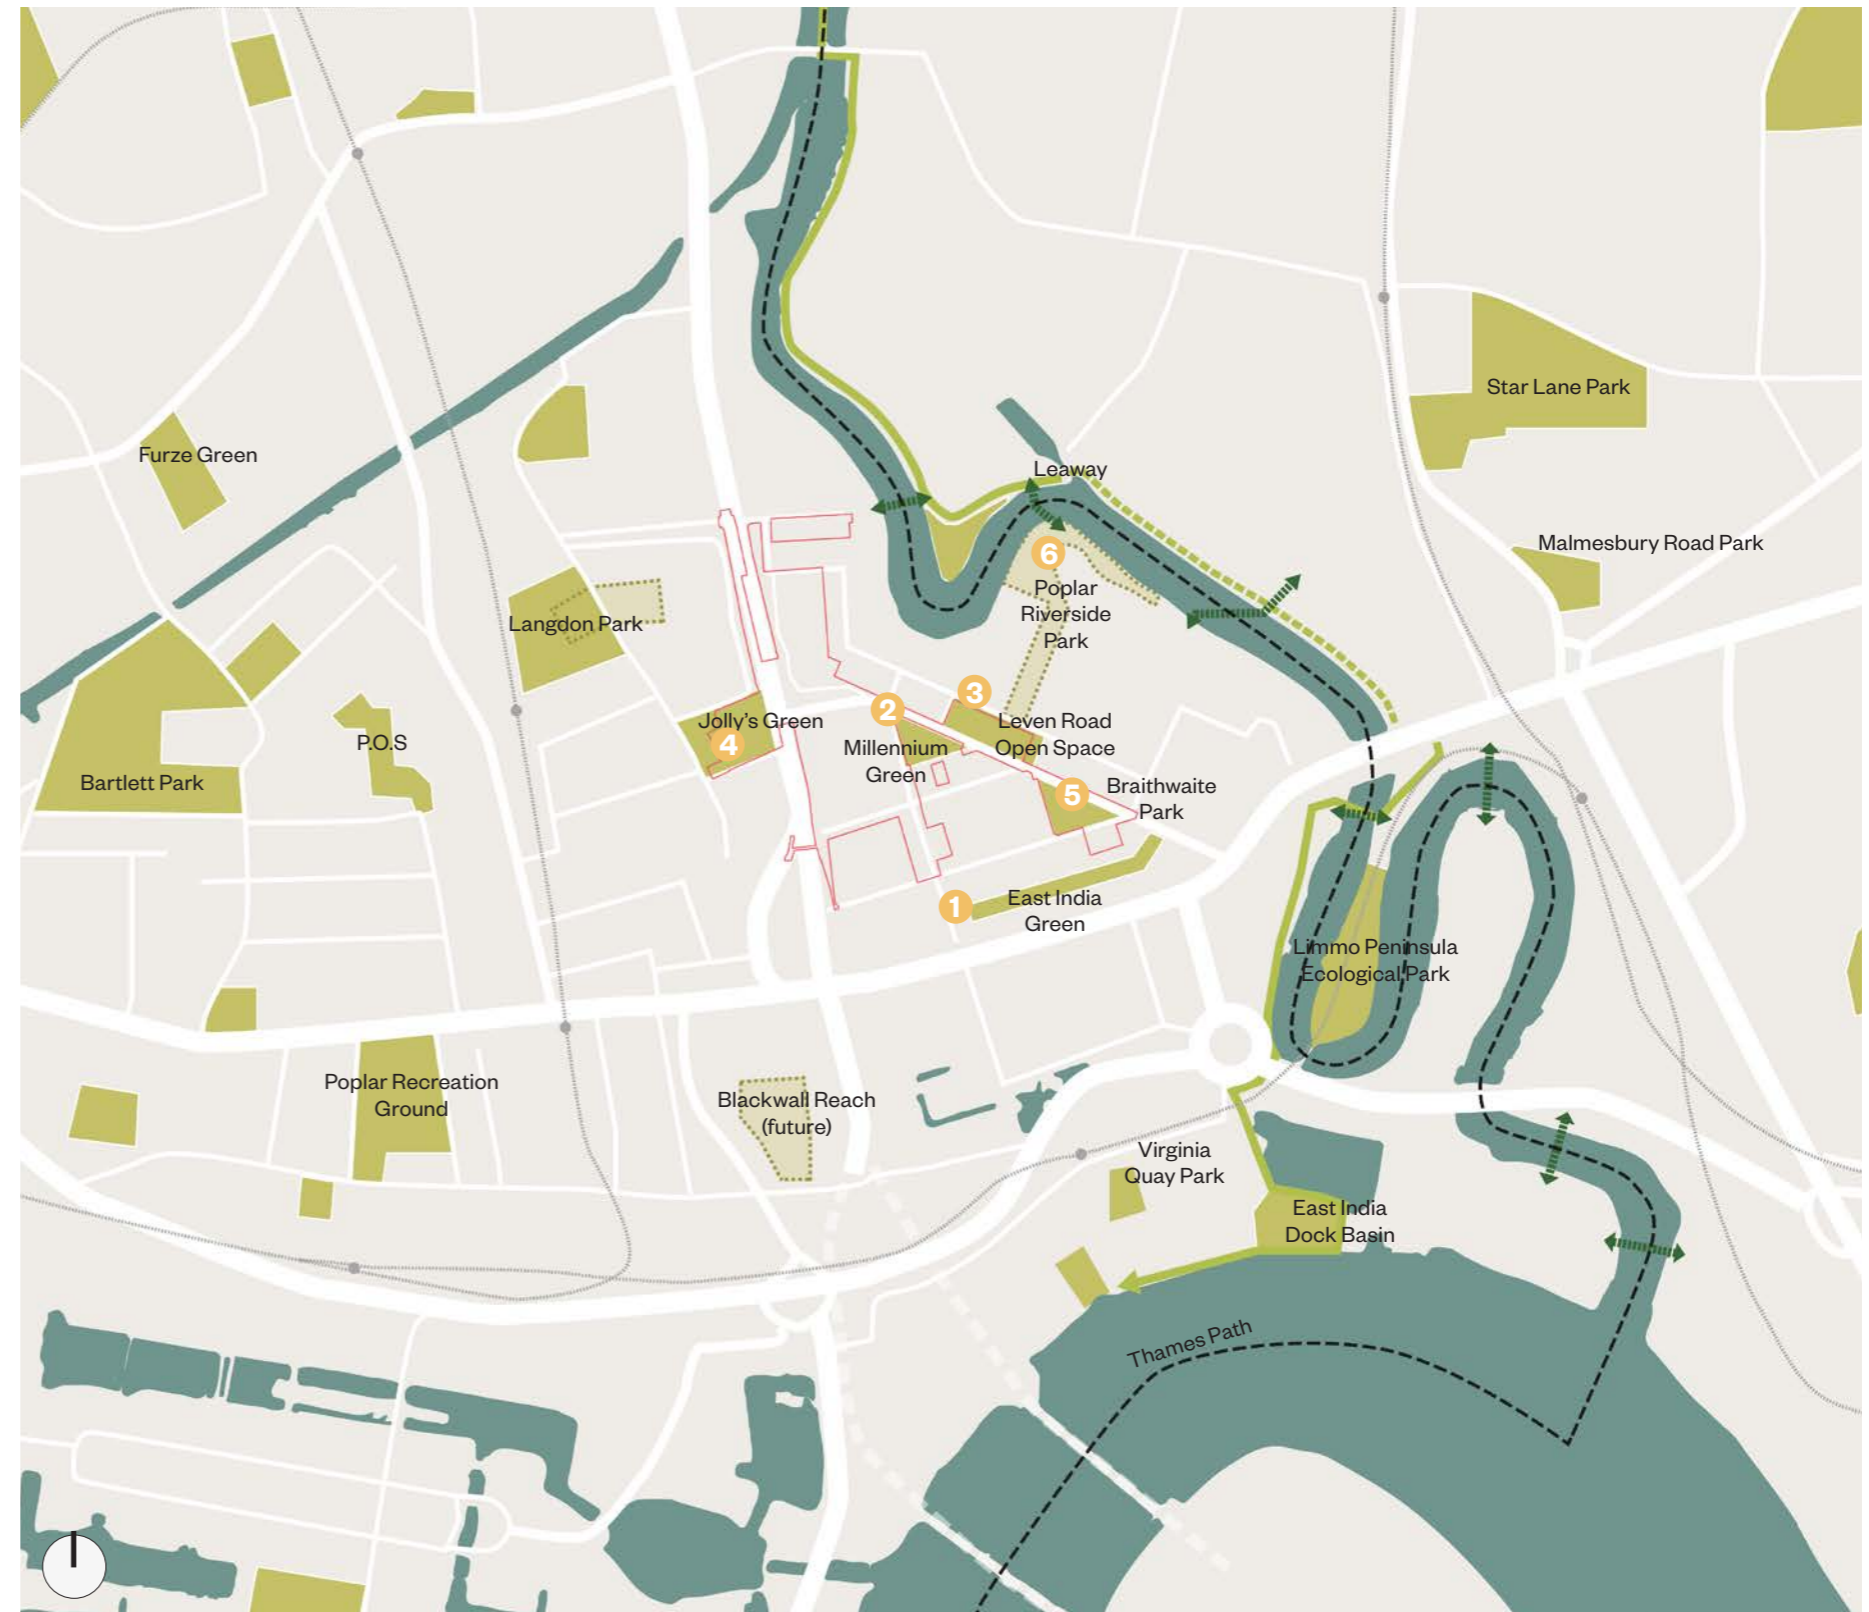 Star Lane Park
Furze Green
Leaway
Malmesbury Road Park
6
Poplar
Riverside
Park
Langdon Park
3
2
Jolly's Green
4
Leven Road
Open Space
P.O.S
Millennium
Green
Bartlett Park
5
Braithwaite
Park
1
East India
Green
Limmo Peninsula
Ecological Park
Poplar Recreation
Ground
Blackwall Reach
(future)
Virginia
Quay Park
East India
Dock Basin
Thames Path